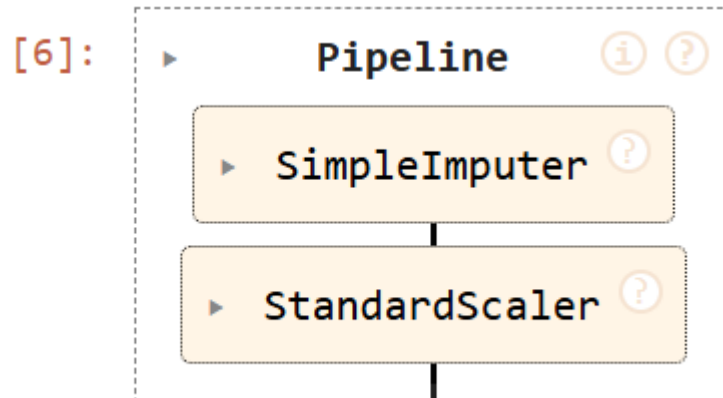 [6]: Pipeline i ?
SimpleImputer ?
StandardScaler ?